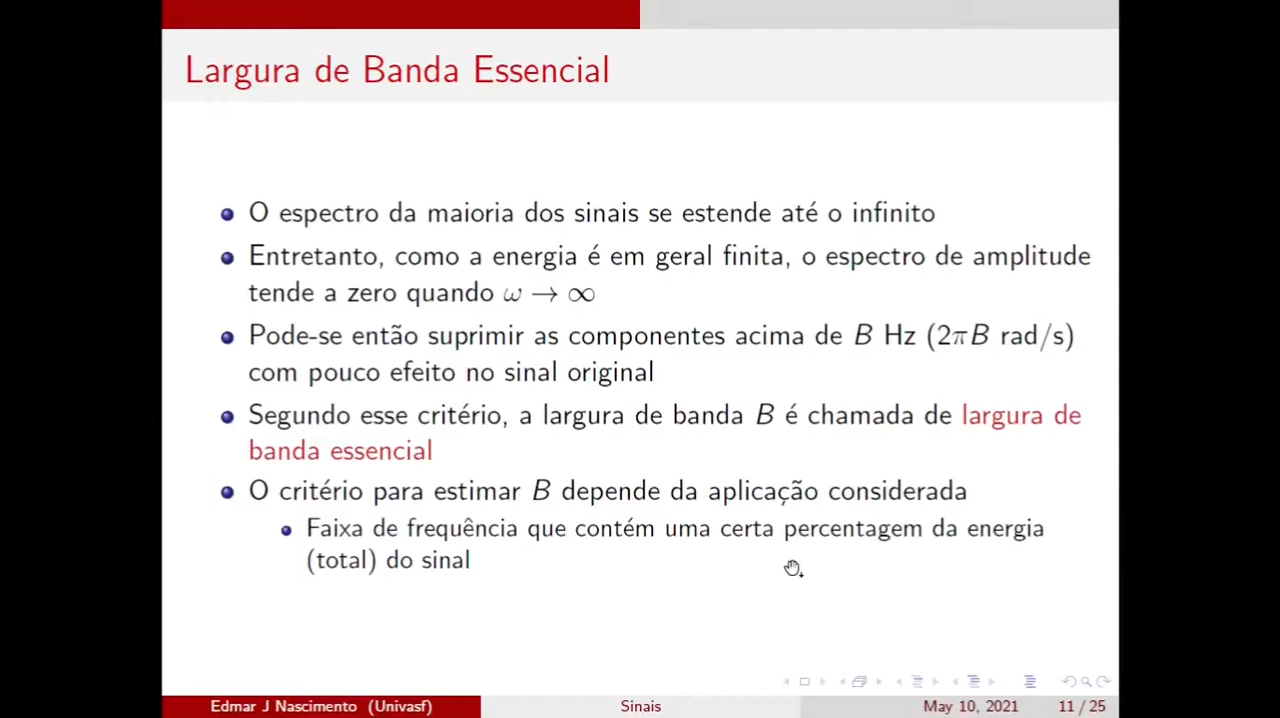 Largura de Banda Essencial
O espectro da maioria dos sinais se estende até o infinito
Entretanto, como a energia é em geral finita, o espectro de amplitude
tende a zero quando ω → ∞
Pode-se então suprimir as componentes acima de B Hz (2πB rad/s)
com pouco efeito no sinal original
Segundo esse critério, a largura de banda B é chamada de largura de
banda essencial
O critério para estimar B depende da aplicação considerada
Faixa de frequência que contém uma certa percentagem da energia
(total) do sinal
Edmar J Nascimento (Univasf) Sinais May 10, 2021 11 / 25